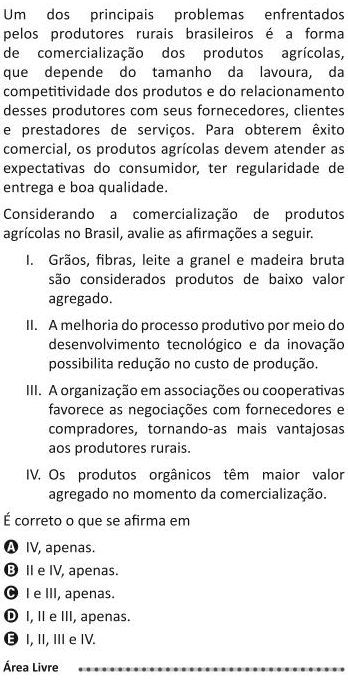 Um dos principais problemas enfrentados
pelos produtores rurais brasileiros é a forma
de comercialização dos produtos agrícolas,
que depende do tamanho da lavoura, da
competitividade dos produtos e do relacionamento
desses produtores com seus fornecedores, clientes
e prestadores de serviços. Para obterem êxito
comercial, os produtos agrícolas devem atender as
expectativas do consumidor, ter regularidade de
entrega e boa qualidade.
Considerando a comercialização de produtos
agrícolas no Brasil, avalie as afirmações a seguir.
I. Grãos, fibras, leite a granel e madeira bruta
são considerados produtos de baixo valor
agregado.
II. A melhoria do processo produtivo por meio do
desenvolvimento tecnológico e da inovação
possibilita redução no custo de produção.
III. A organização em associações ou cooperativas
favorece as negociações com fornecedores e
compradores, tornando-as mais vantajosas
aos produtores rurais.
IV. Os produtos orgânicos têm maior valor
agregado no momento da comercialização.
É correto o que se afirma em
A IV, apenas.
B II e IV, apenas.
C I e III, apenas.
D I, II e III, apenas.
E I, II, III e IV.
Área Livre